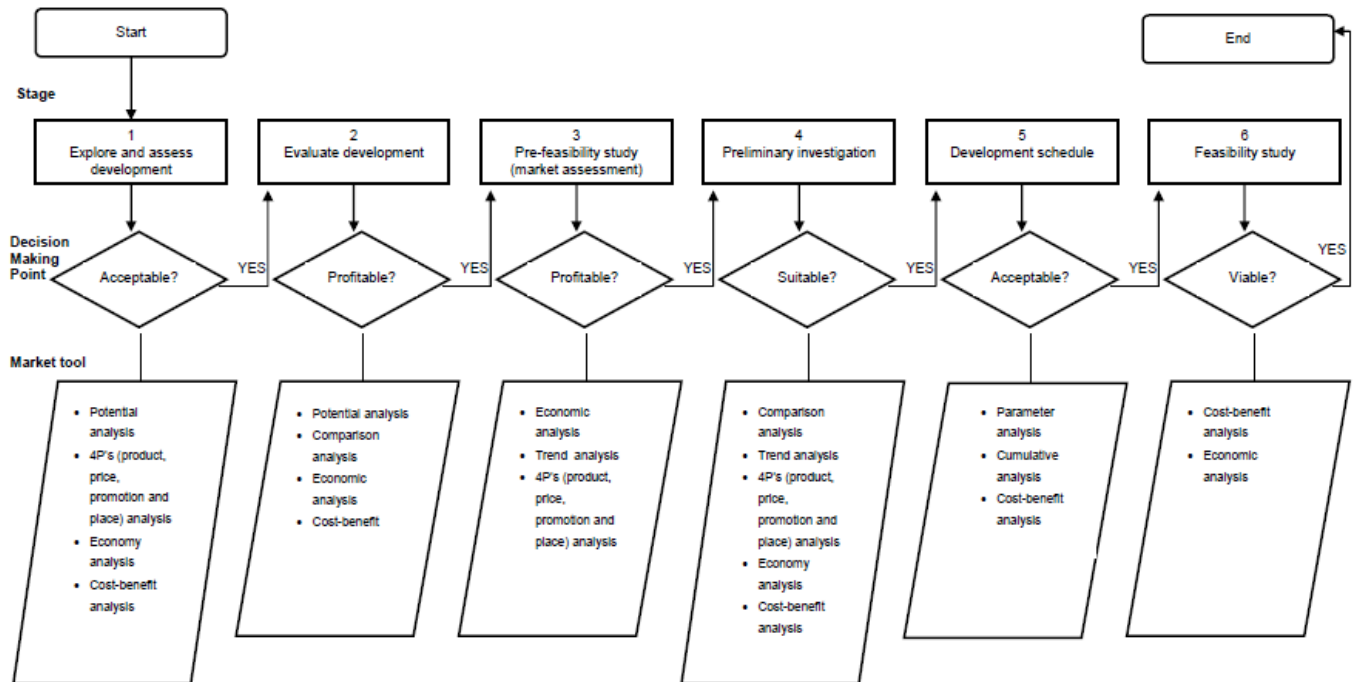 Start
End
Stage
1
Explore and assess
development
2
Evaluate development
3
Pre-feasibility study
(market assessment)
4
Preliminary investigation
5
Development schedule
6
Feasibility study
Decision
Making
Point
Acceptable?
YES
Profitable?
YES
Profitable?
YES
Suitable?
YES
Acceptable?
YES
Viable?
YES
Market tool
• Potential
analysis
• 4P's (product,
price,
promotion and
place) analysis
• Economy
analysis
• Cost-benefit
analysis
• Potential analysis
• Comparison
analysis
• Economic
analysis
• Cost-benefit
• Economic
analysis
• Trend analysis
• 4P's (product,
price,
promotion and
place) analysis
• Comparison
analysis
• Trend analysis
• 4P's (product,
price,
promotion and
place) analysis
• Economy
analysis
• Cost-benefit
analysis
• Parameter
analysis
• Cumulative
analysis
• Cost-benefit
analysis
• Cost-benefit
analysis
• Economic
analysis